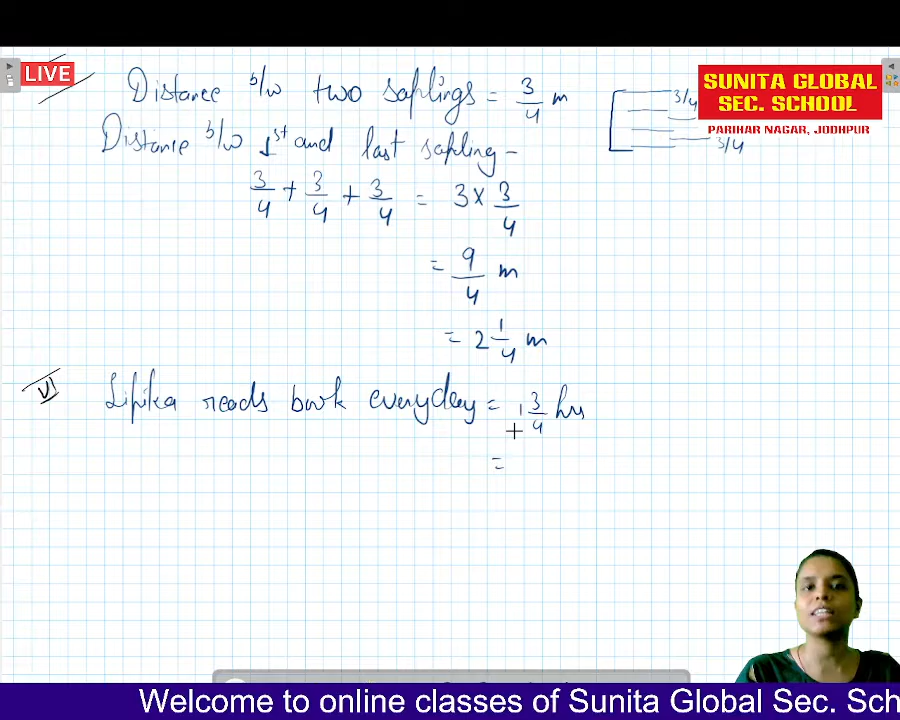 LIVE
SUNITA GLOBAL
SEC. SCHOOL
PARIHAR NAGAR, JODHPUR
Distance b/w two saplings = 3/4 m
3/4
3/4
Distance b/w 1st and last sapling -
3/4 + 3/4 + 3/4 = 3 × 3/4
= 9/4 m
= 2 1/4 m
VI Lipika reads book everyday = 1 3/4 hrs
=
Welcome to online classes of Sunita Global Sec. Sch